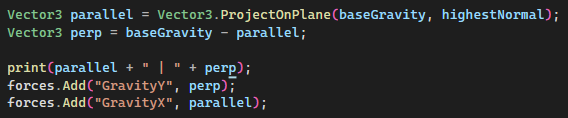 Vector3 parallel = Vector3.ProjectOnPlane(baseGravity, highestNormal);
Vector3 perp = baseGravity - parallel;
print(parallel + " | " + perp);
forces.Add("GravityY", perp);
forces.Add("GravityX", parallel);